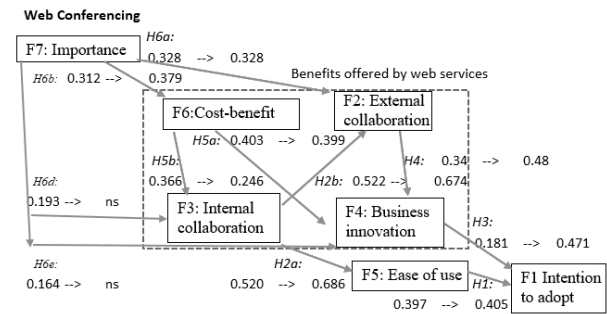 Web Conferencing
H6a:
F7: Importance
0.328 --> 0.328
H6b: 0.312 --> 0.379
Benefits offered by web services
F6:Cost-benefit
F2: External
collaboration
H5a: 0.403 --> 0.399
H5b:
H4: 0.34 --> 0.48
H6d:
0.366 --> 0.246
H2b: 0.522 --> 0.674
0.193 --> ns
F3: Internal
collaboration
F4: Business
innovation
H3:
0.181 --> 0.471
H6e:
H2a:
F5: Ease of use
F1 Intention
to adopt
0.164 --> ns
0.520 --> 0.686
H1:
0.397 --> 0.405